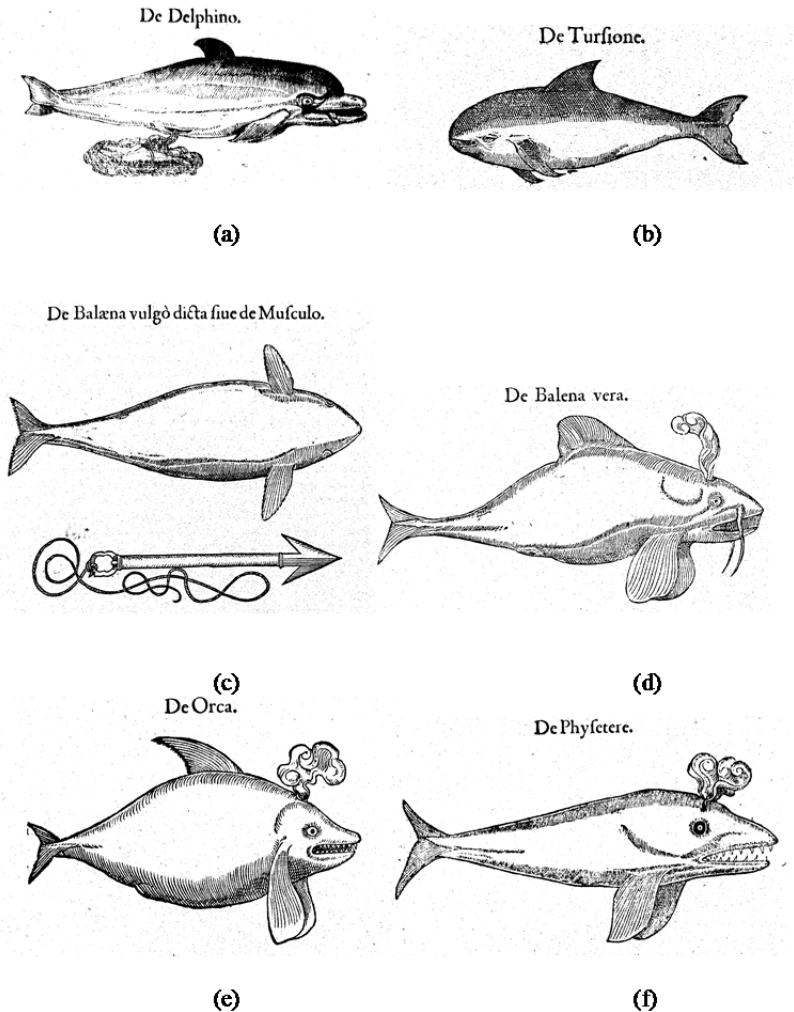 De Delphino.
De Turſione.
(a)
(b)
De Balæna vulgò dicta ſiue de Muſculo.
De Balena vera.
(c)
(d)
De Orca.
De Phyſetere.
(e)
(f)